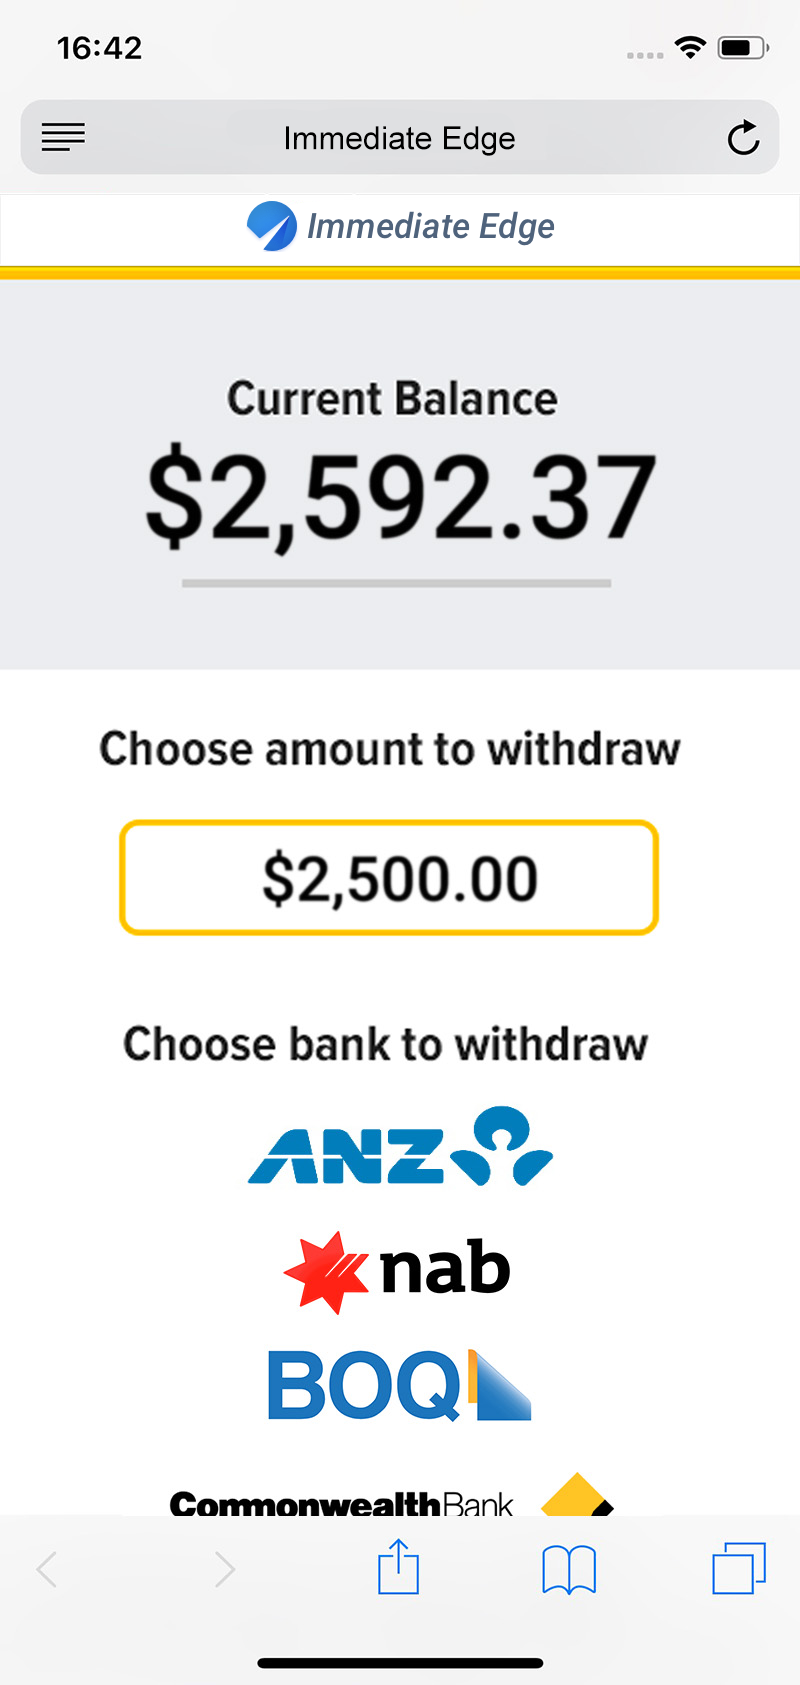 16:42
Immediate Edge
Immediate Edge
Current Balance
$2,592.37
Choose amount to withdraw
$2,500.00
Choose bank to withdraw
ANZ
nab
BOQ
CommonwealthBank